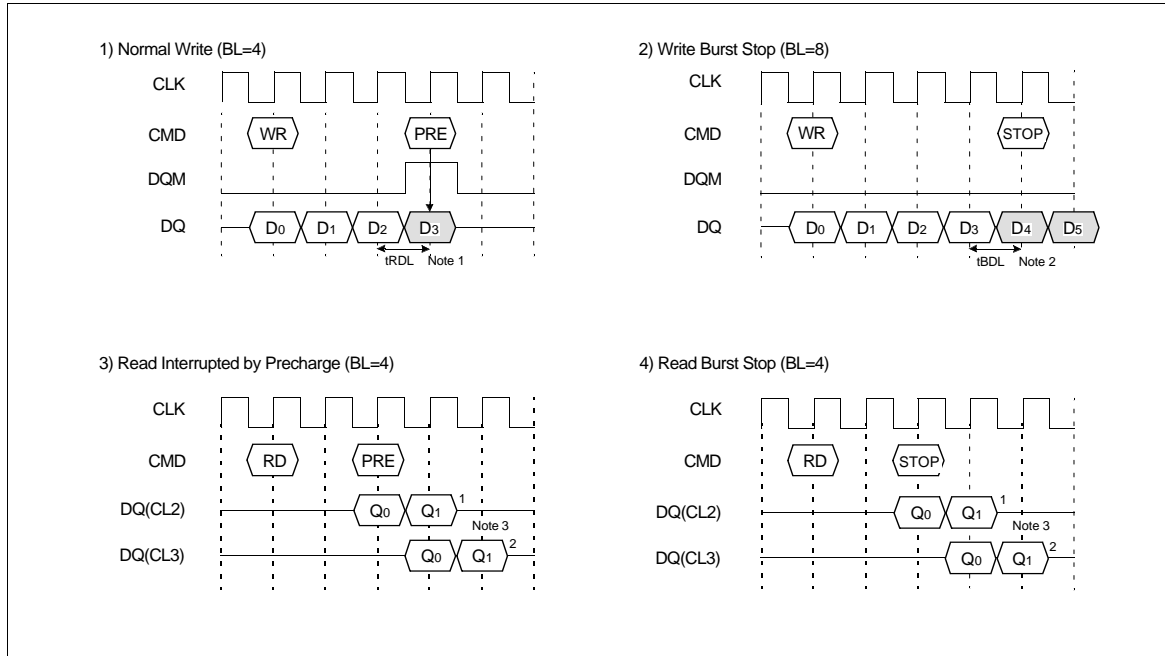 1) Normal Write (BL=4)
CLK
CMD
WR
PRE
DQM
DQ
D0
D1
D2
D3
tRDL
Note 1
2) Write Burst Stop (BL=8)
CLK
CMD
WR
STOP
DQM
DQ
D0
D1
D2
D3
D4
D5
tBDL
Note 2
3) Read Interrupted by Precharge (BL=4)
CLK
CMD
RD
PRE
DQ(CL2)
Q0
Q1
1
Note 3
DQ(CL3)
Q0
Q1
2
4) Read Burst Stop (BL=4)
CLK
CMD
RD
STOP
DQ(CL2)
Q0
Q1
1
Note 3
DQ(CL3)
Q0
Q1
2